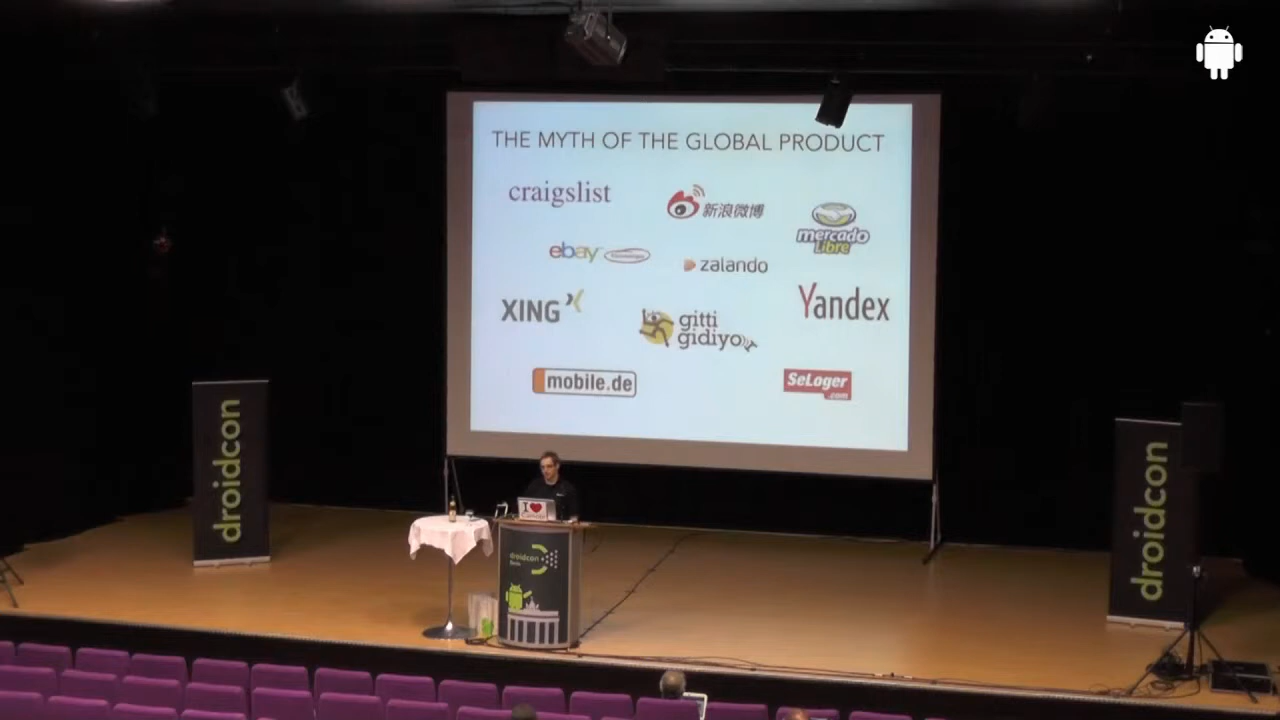 THE MYTH OF THE GLOBAL PRODUCT
craigslist
新浪微博
mercado
Libre
ebay
zalando
XING
gitti
gidiyor
Yandex
mobile.de
SeLoger
.com
droidcon
droidcon
I
droidcon
Berlin